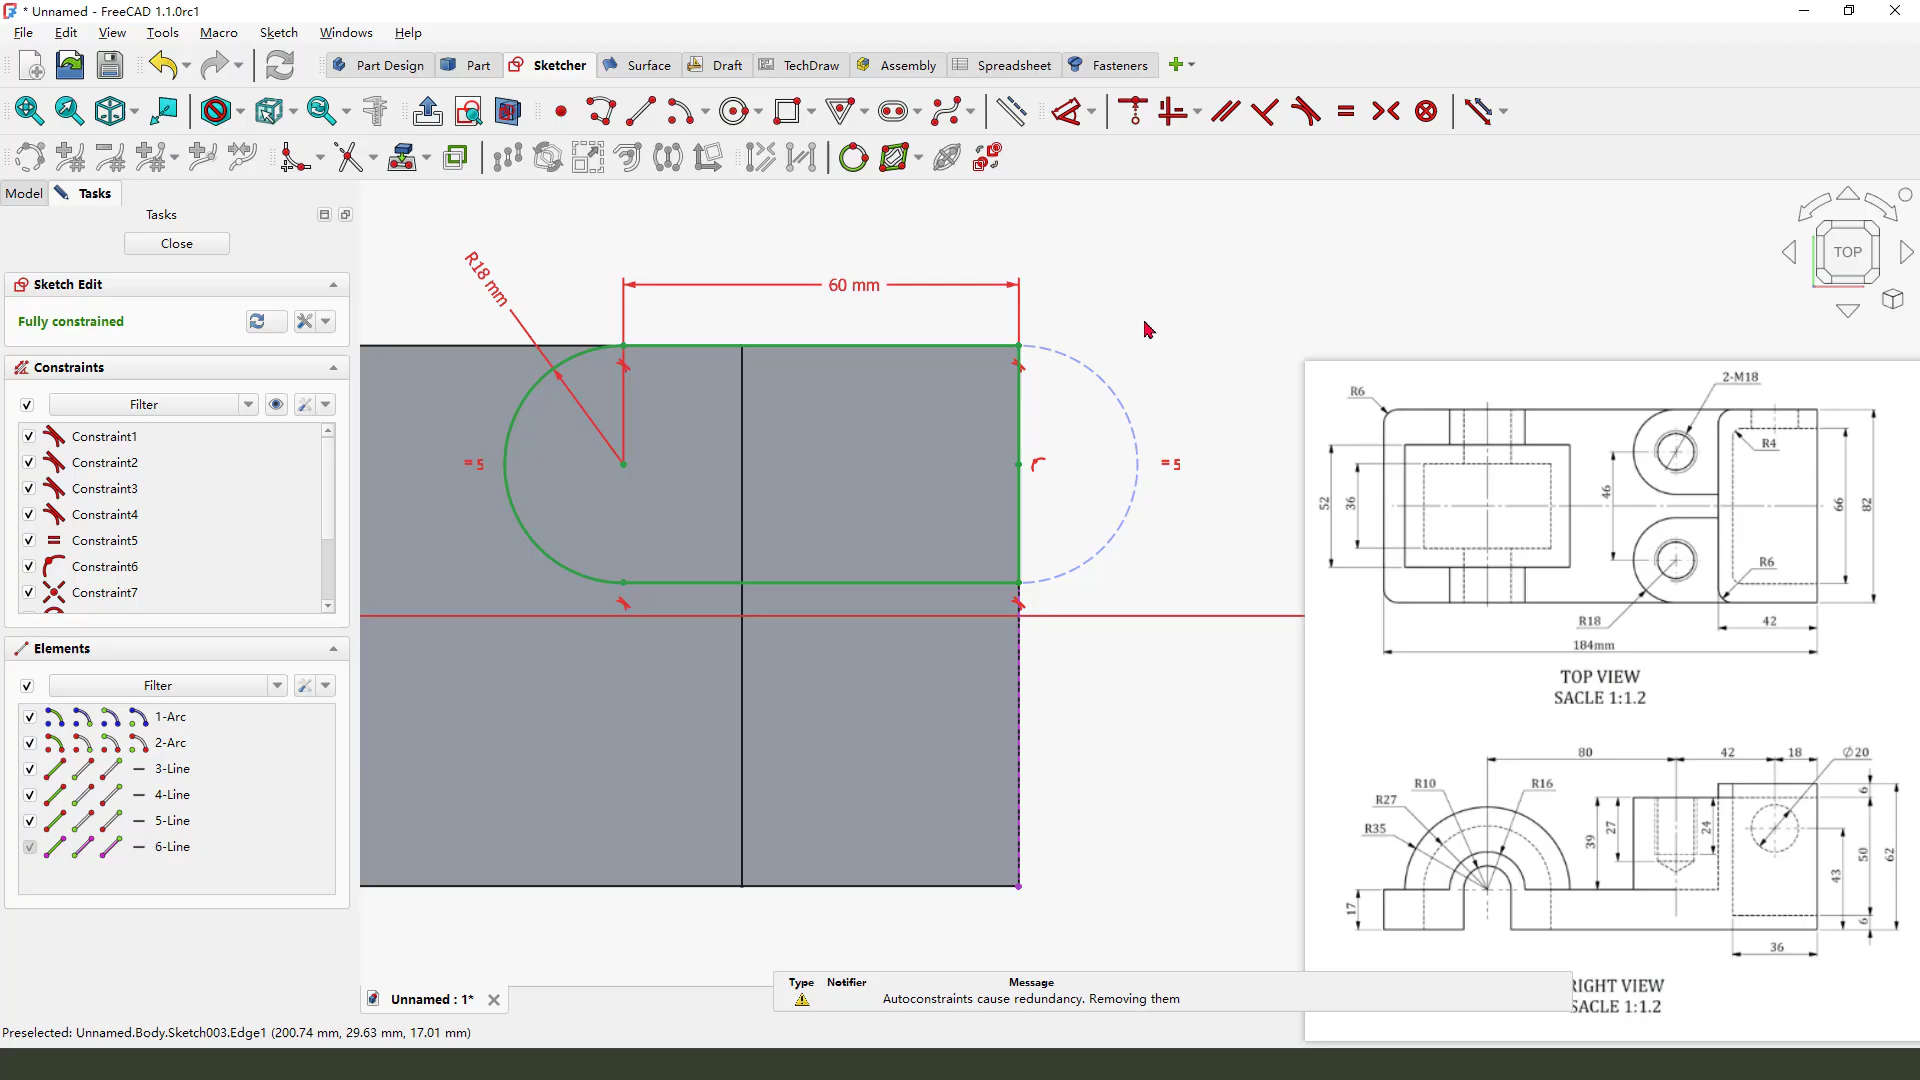 * Unnamed - FreeCAD 1.1.0rc1
File Edit View Tools Macro Sketch Windows Help
Part Design Part Sketcher Surface Draft TechDraw Assembly Spreadsheet Fasteners
Model Tasks
Tasks
Close
Sketch Edit
Fully constrained
Constraints
Filter
Constraint1
Constraint2
Constraint3
Constraint4
Constraint5
Constraint6
Constraint7
Elements
Filter
1-Arc
2-Arc
3-Line
4-Line
5-Line
6-Line
R18 mm
60 mm
= 5
= 5
TOP
2-M18
R6
R4
52
36
46
66
82
R6
R18
42
184mm
TOP VIEW
SACLE 1:1.2
80
42
18
∅20
R10
R16
R27
R35
6
39
27
24
50
62
43
17
6
36
RIGHT VIEW
SACLE 1:1.2
Unnamed : 1*
Type Notifier Message
Autoconstraints cause redundancy. Removing them
Preselected: Unnamed.Body.Sketch003.Edge1 (200.74 mm, 29.63 mm, 17.01 mm)